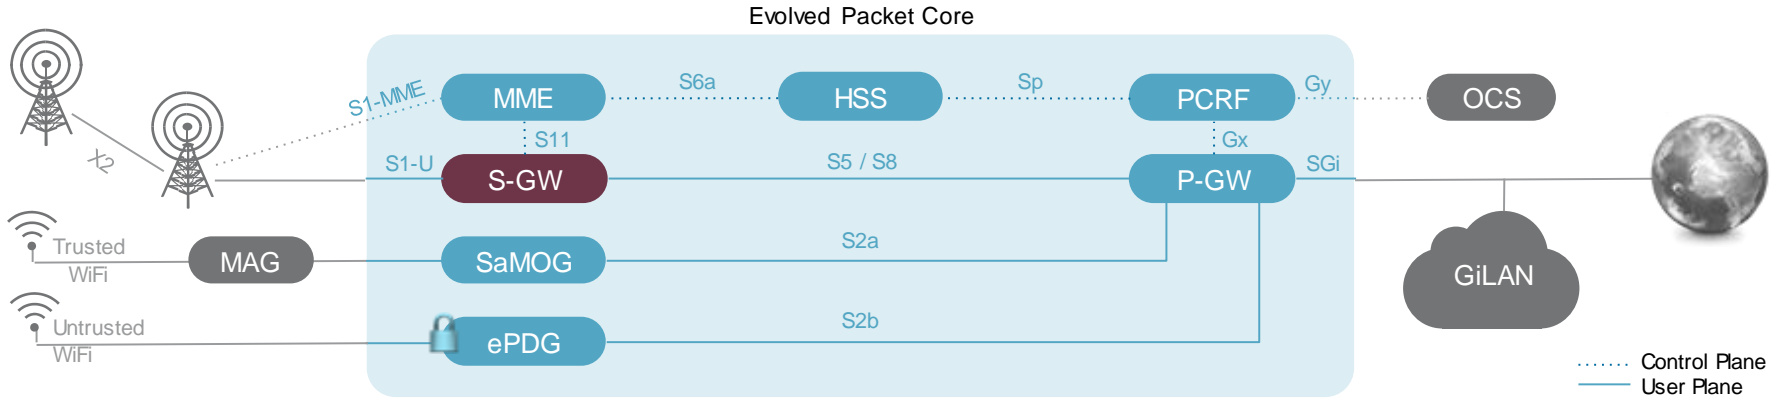 Evolved Packet Core
S1-MME
MME
S6a
HSS
Sp
PCRF
Gy
OCS
X2
S11
Gx
S1-U
S-GW
S5 / S8
P-GW
SGi
Trusted
WiFi
MAG
SaMOG
S2a
GiLAN
Untrusted
WiFi
ePDG
S2b
Control Plane
User Plane